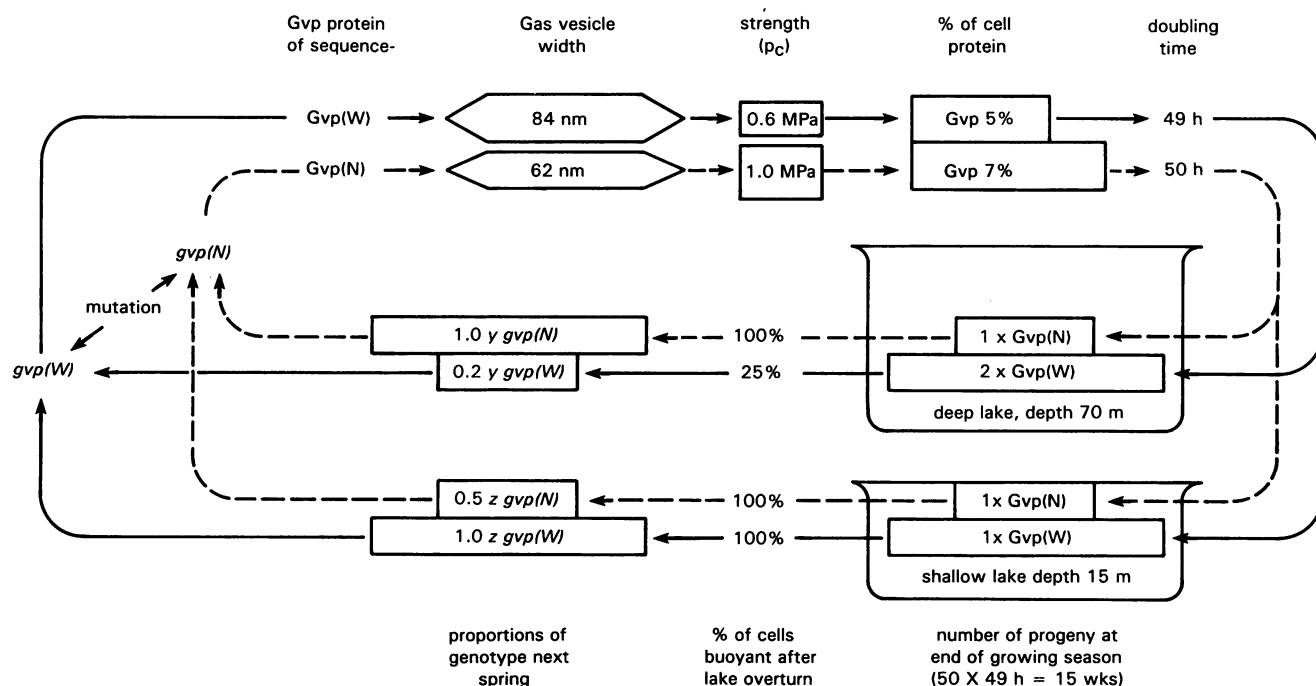 Gvp protein
of sequence-
Gas vesicle
width
strength
(pC)
% of cell
protein
doubling
time
Gvp(W)
84 nm
0.6 MPa
Gvp 5%
49 h
Gvp(N)
62 nm
1.0 MPa
Gvp 7%
50 h
gvp(N)
mutation
gvp(W)
1.0 y gvp(N)
100%
1 x Gvp(N)
0.2 y gvp(W)
25%
2 x Gvp(W)
deep lake, depth 70 m
0.5 z gvp(N)
100%
1x Gvp(N)
1.0 z gvp(W)
100%
1x Gvp(W)
shallow lake depth 15 m
proportions of
genotype next
spring
% of cells
buoyant after
lake overturn
number of progeny at
end of growing season
(50 X 49 h = 15 wks)